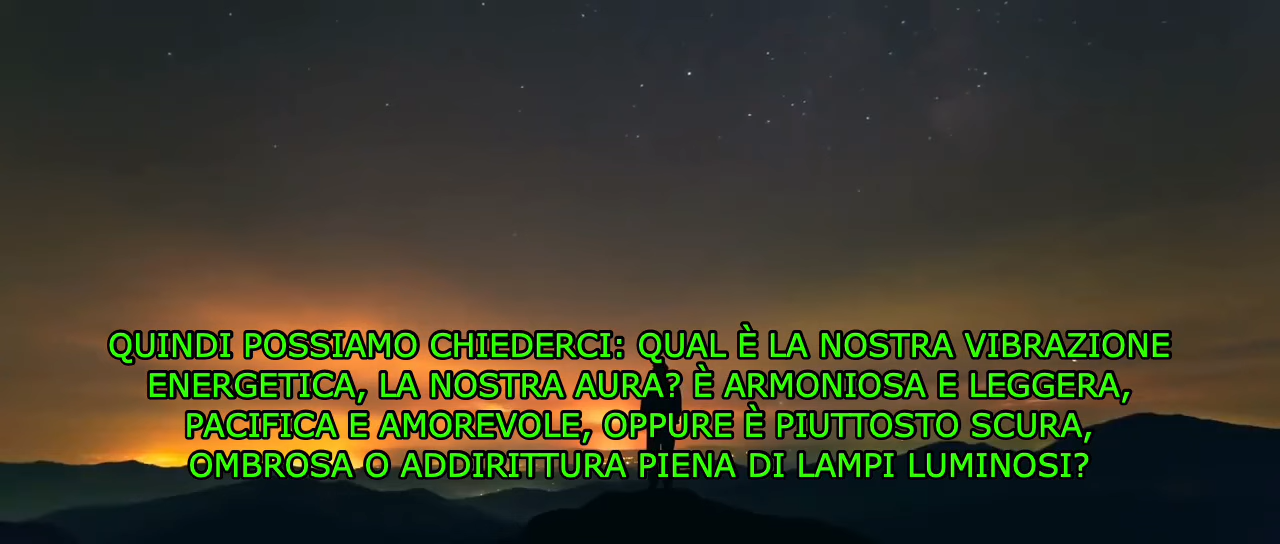 QUINDI POSSIAMO CHIEDERCI: QUAL È LA NOSTRA VIBRAZIONE
ENERGETICA, LA NOSTRA AURA? È ARMONIOSA E LEGGERA,
PACIFICA E AMOREVOLE, OPPURE È PIUTTOSTO SCURA,
OMBROSA O ADDIRITTURA PIENA DI LAMPI LUMINOSI?